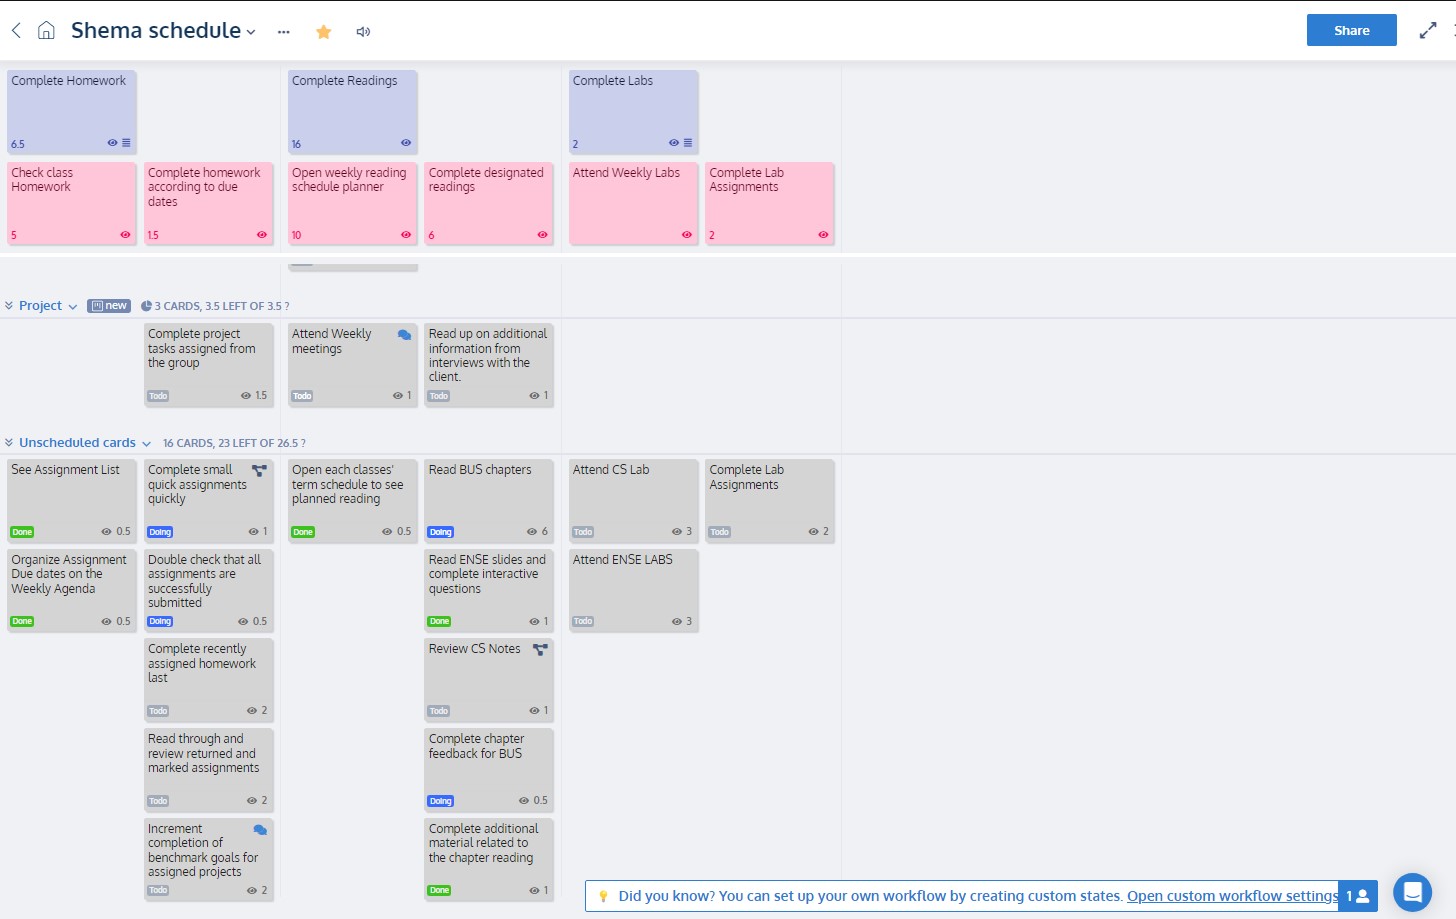 Shema schedule
Share
Complete Homework
6.5
Complete Readings
16
Complete Labs
2
Check class
Homework
5
Complete homework
according to due
dates
1.5
Open weekly reading
schedule planner
10
Complete designated
readings
6
Attend Weekly Labs
Complete Lab
Assignments
2
Project
new
3 CARDS, 3.5 LEFT OF 3.5 ?
Complete project
tasks assigned from
the group
Todo
1.5
Attend Weekly
meetings
Todo
1
Read up on additional
information from
interviews with the
client.
Todo
1
Unscheduled cards
16 CARDS, 23 LEFT OF 26.5 ?
See Assignment List
Done
0.5
Complete small
quick assignments
quickly
Doing
1
Open each classes'
term schedule to see
planned reading
Done
0.5
Read BUS chapters
Doing
6
Attend CS Lab
Todo
3
Complete Lab
Assignments
Todo
2
Organize Assignment
Due dates on the
Weekly Agenda
Done
0.5
Double check that all
assignments are
successfully
submitted
Doing
0.5
Read ENSE slides and
complete interactive
questions
Done
1
Attend ENSE LABS
Todo
3
Complete recently
assigned homework
last
Todo
2
Review CS Notes
Todo
1
Read through and
review returned and
marked assignments
Todo
2
Complete chapter
feedback for BUS
Doing
0.5
Increment
completion of
benchmark goals for
assigned projects
Todo
2
Complete additional
material related to
the chapter reading
Done
1
Did you know? You can set up your own workflow by creating custom states. Open custom workflow settings
1